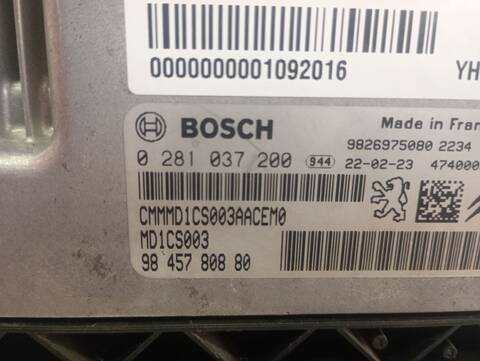 0000000001092016 YH
BOSCH Made in Fran
9826975080 2234
0 281 037 200 944 22-02-23 474000
CMMMD1CS003AACEM0
MD1CS003
98 457 808 80